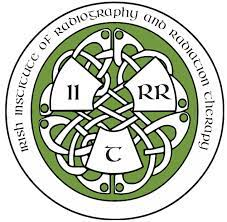 IRISH INSTITUTE OF RADIOGRAPHY AND RADIATION THERAPY
II RR
T